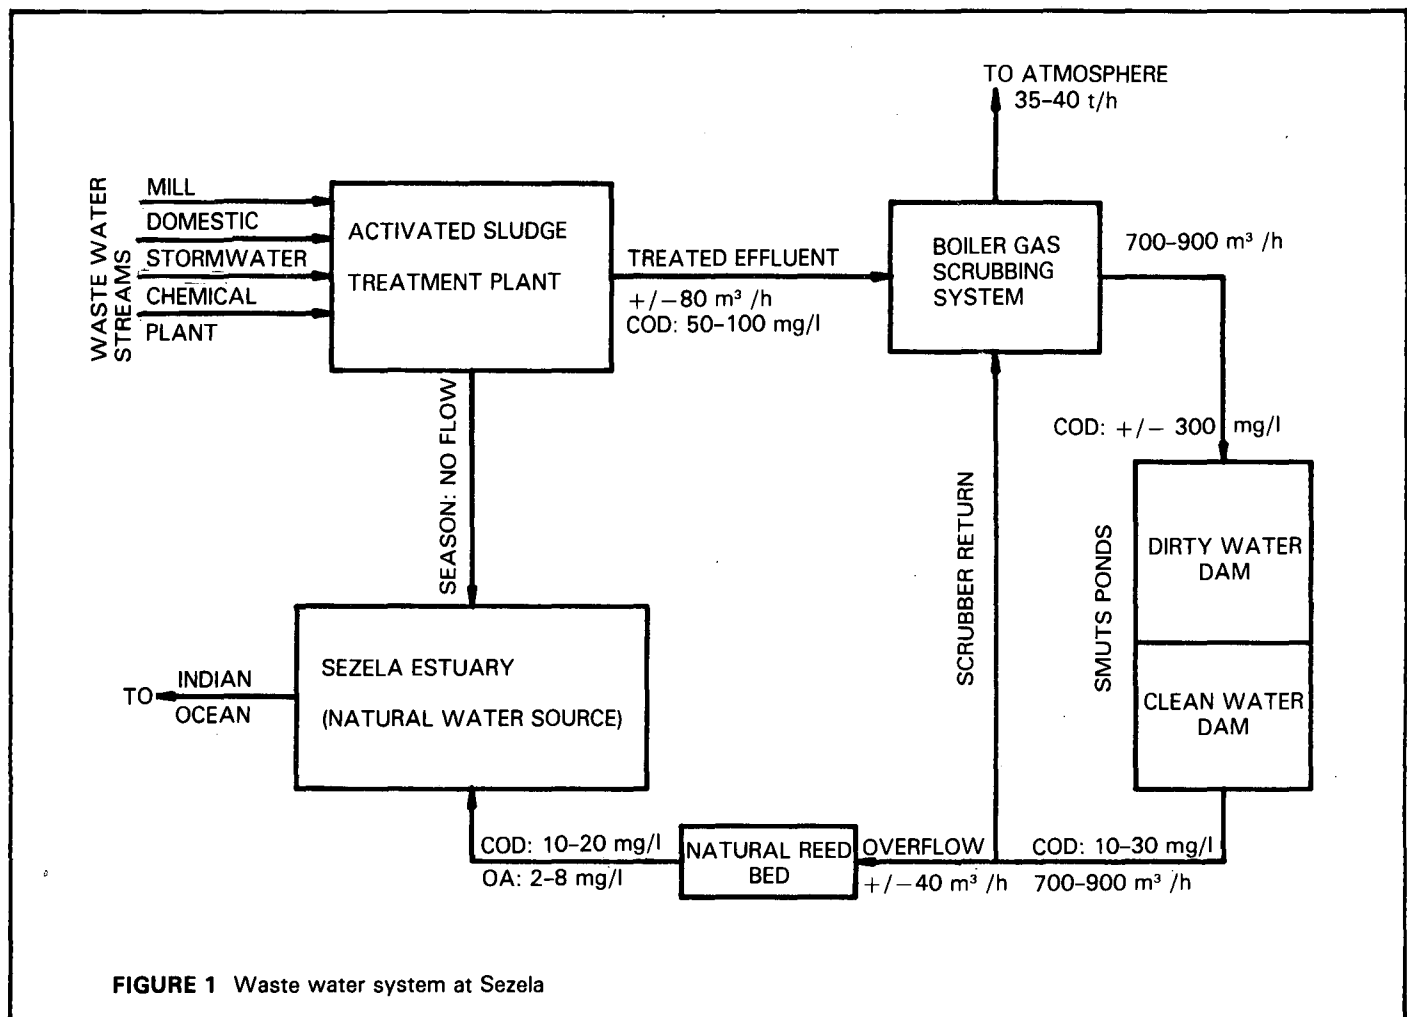 TO ATMOSPHERE
35–40 t/h
WASTE WATER
STREAMS
MILL
DOMESTIC
STORMWATER
CHEMICAL
PLANT
ACTIVATED SLUDGE
TREATMENT PLANT
TREATED EFFLUENT
+/−80 m³ /h
COD: 50–100 mg/l
BOILER GAS
SCRUBBING
SYSTEM
700–900 m³ /h
COD: +/− 300 mg/l
SEASON: NO FLOW
SCRUBBER RETURN
SMUTS PONDS
DIRTY WATER
DAM
CLEAN WATER
DAM
SEZELA ESTUARY
(NATURAL WATER SOURCE)
TO INDIAN
OCEAN
COD: 10–20 mg/l
OA: 2–8 mg/l
NATURAL REED
BED
OVERFLOW
+/−40 m³ /h
COD: 10–30 mg/l
700–900 m³ /h
FIGURE 1 Waste water system at Sezela